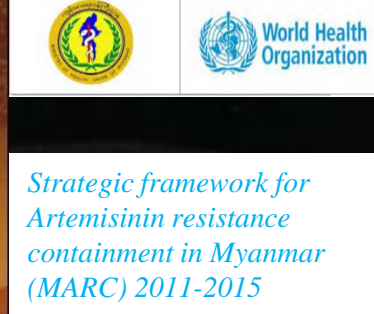 World Health
Organization
Strategic framework for
Artemisinin resistance
containment in Myanmar
(MARC) 2011-2015